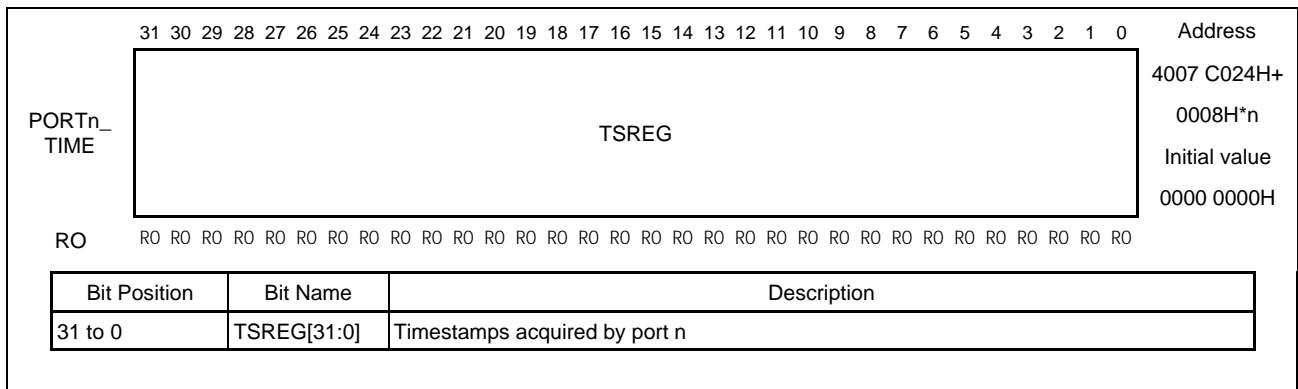 31 30 29 28 27 26 25 24 23 22 21 20 19 18 17 16 15 14 13 12 11 10 9 8 7 6 5 4 3 2 1 0 Address
4007 C024H+
PORTn_ 0008H*n
TIME TSREG
Initial value
0000 0000H
RO RO RO RO RO RO RO RO RO RO RO RO RO RO RO RO RO RO RO RO RO RO RO RO RO RO RO RO RO RO RO RO RO
Bit Position Bit Name Description
31 to 0 TSREG[31:0] Timestamps acquired by port n